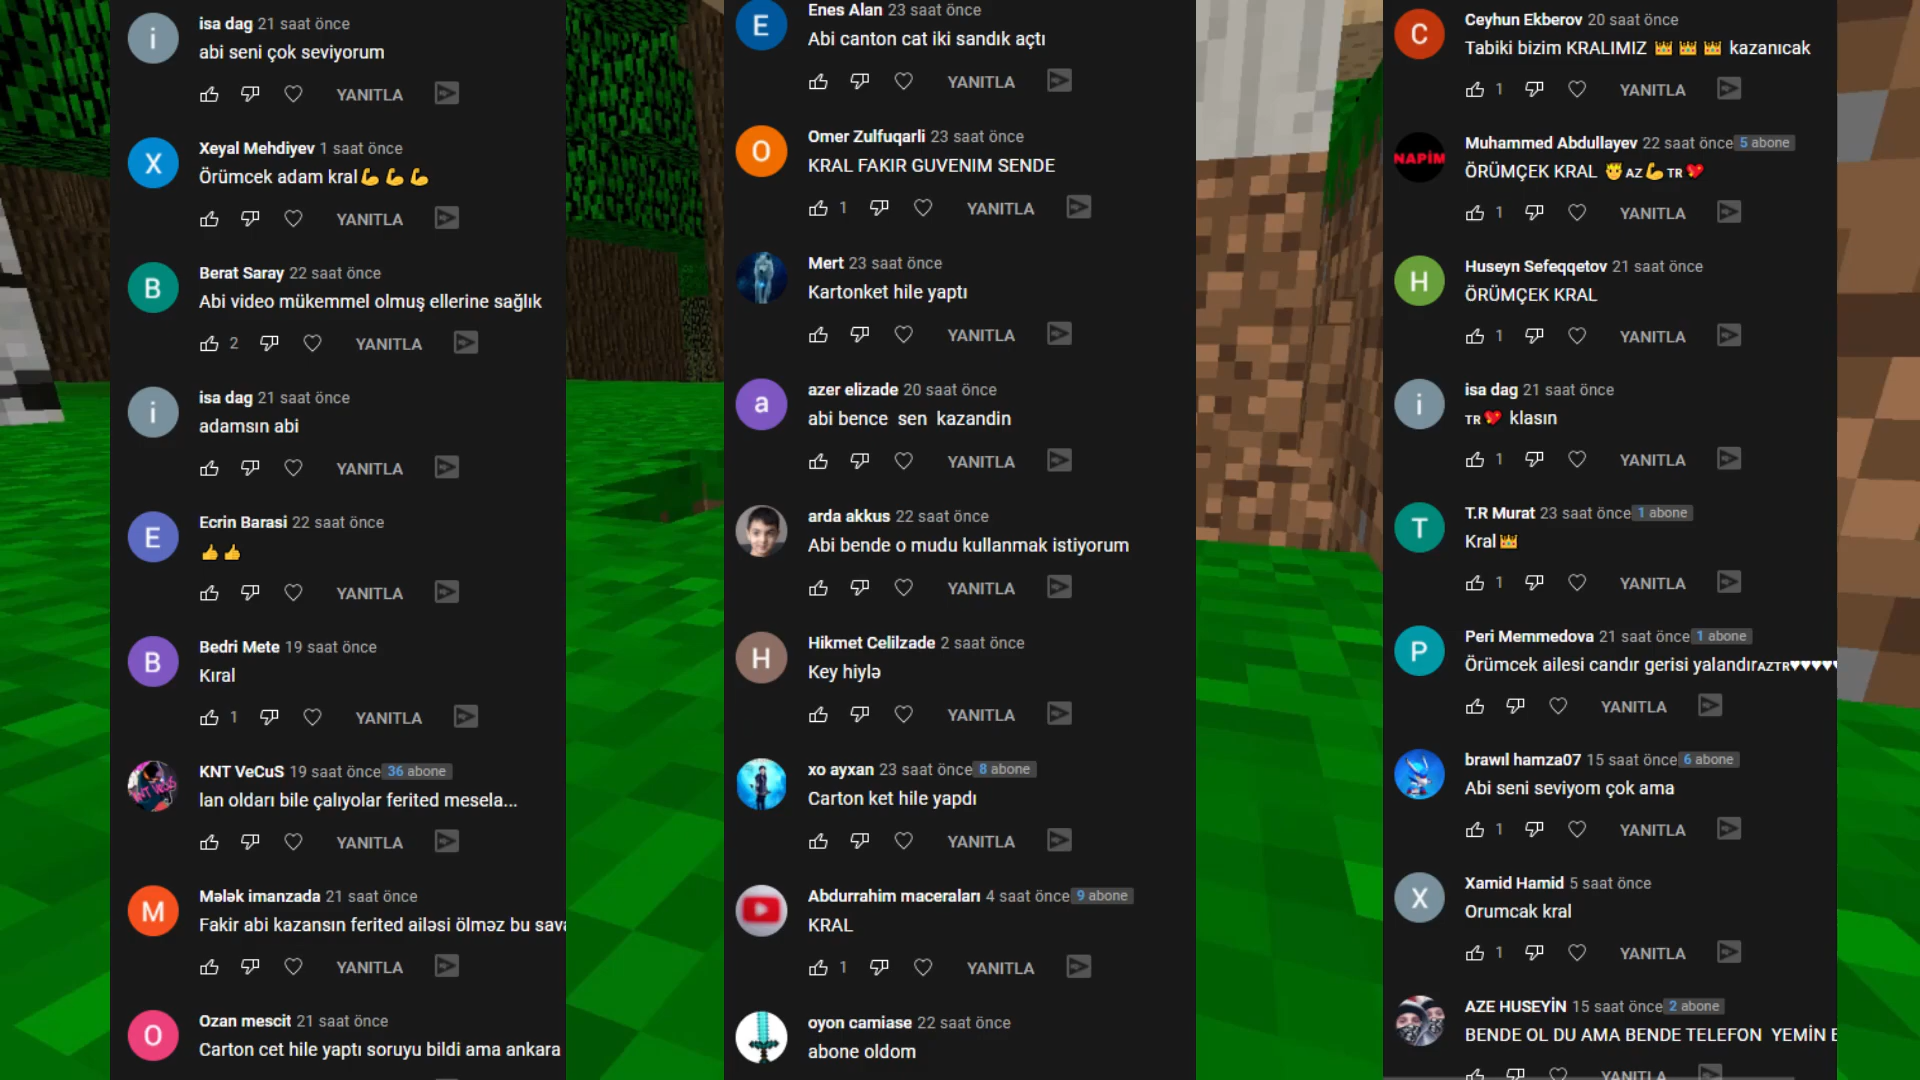 isa dag 21 saat önce
abi seni çok seviyorum
YANITLA
Xeyal Mehdiyev 1 saat önce
Örümcek adam kral💪💪💪
YANITLA
Berat Saray 22 saat önce
Abi video mükemmel olmuş ellerine sağlık
2 YANITLA
isa dag 21 saat önce
adamsın abi
YANITLA
Ecrin Barasi 22 saat önce
👍👍
YANITLA
Bedri Mete 19 saat önce
Kıral
1 YANITLA
KNT VeCuS 19 saat önce 36 abone
lan oldarı bile çalıyolar ferited mesela...
YANITLA
Mələk imanzada 21 saat önce
Fakir abi kazansın ferited ailəsi ölməz bu sava
YANITLA
Ozan mescit 21 saat önce
Carton cet hile yaptı soruyu bildi ama ankara
Enes Alan 23 saat önce
Abi canton cat iki sandık açtı
YANITLA
Omer Zulfuqarli 23 saat önce
KRAL FAKIR GUVENIM SENDE
1 YANITLA
Mert 23 saat önce
Kartonket hile yaptı
YANITLA
azer elizade 20 saat önce
abi bence sen kazandin
YANITLA
arda akkus 22 saat önce
Abi bende o mudu kullanmak istiyorum
YANITLA
Hikmet Celilzade 2 saat önce
Key hiylə
YANITLA
xo ayxan 23 saat önce 8 abone
Carton ket hile yapdı
YANITLA
Abdurrahim maceraları 4 saat önce 9 abone
KRAL
1 YANITLA
oyon camiase 22 saat önce
abone oldom
Ceyhun Ekberov 20 saat önce
Tabiki bizim KRALIMIZ 👑 👑 👑 kazanıcak
1 YANITLA
NAPİM
Muhammed Abdullayev 22 saat önce 5 abone
ÖRÜMÇEK KRAL 🤴AZ💪TR💖
1 YANITLA
Huseyn Sefeqqetov 21 saat önce
ÖRÜMÇEK KRAL
1 YANITLA
isa dag 21 saat önce
TR💖 klasın
1 YANITLA
T.R Murat 23 saat önce 1 abone
Kral👑
1 YANITLA
Peri Memmedova 21 saat önce 1 abone
Örümcek ailesi candır gerisi yalandırAZTR♥♥♥♥♥
YANITLA
brawıl hamza07 15 saat önce 6 abone
Abi seni seviyom çok ama
1 YANITLA
Xamid Hamid 5 saat önce
Orumcak kral
1 YANITLA
AZE HUSEYİN 15 saat önce 2 abone
BENDE OL DU AMA BENDE TELEFON YEMİN
YANITLA